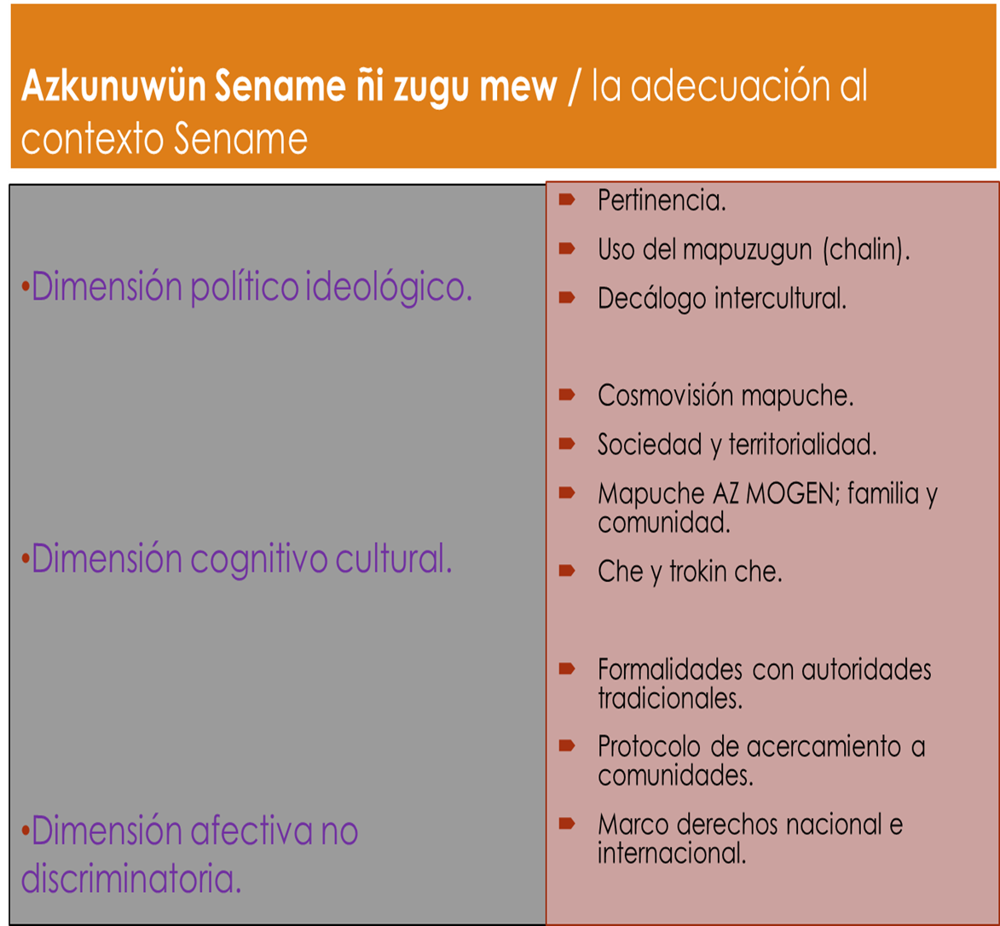 Azkunuwün Sename ñi zugu mew / la adecuación al
contexto Sename
•Dimensión político ideológico.
•Dimensión cognitivo cultural.
•Dimensión afectiva no
discriminatoria.
Pertinencia.
Uso del mapuzugun (chalin).
Decálogo intercultural.
Cosmovisión mapuche.
Sociedad y territorialidad.
Mapuche AZ MOGEN; familia y
comunidad.
Che y trokin che.
Formalidades con autoridades
tradicionales.
Protocolo de acercamiento a
comunidades.
Marco derechos nacional e
internacional.